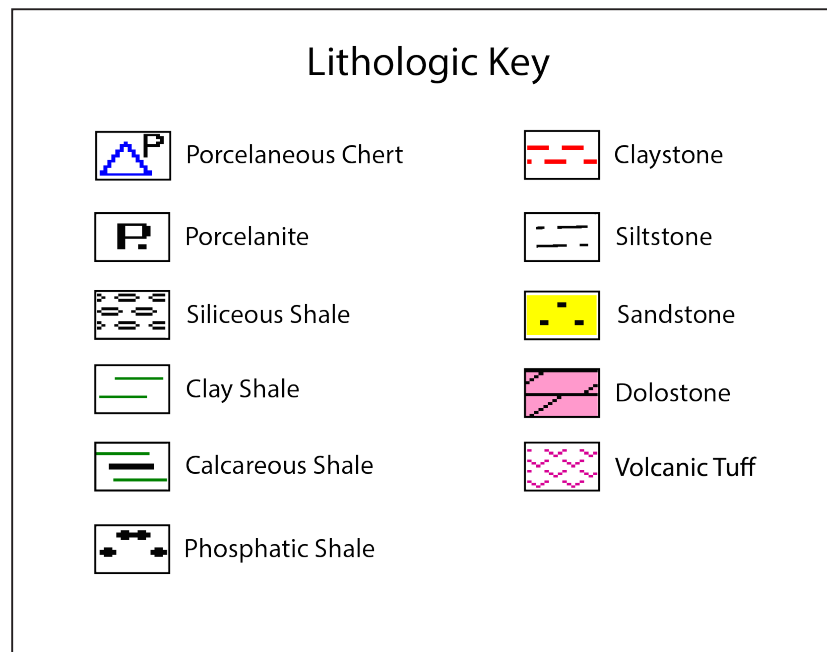 Lithologic Key
P
Porcelaneous Chert
P.
Porcelanite
Siliceous Shale
Clay Shale
Calcareous Shale
Phosphatic Shale
Claystone
Siltstone
Sandstone
Dolostone
Volcanic Tuff